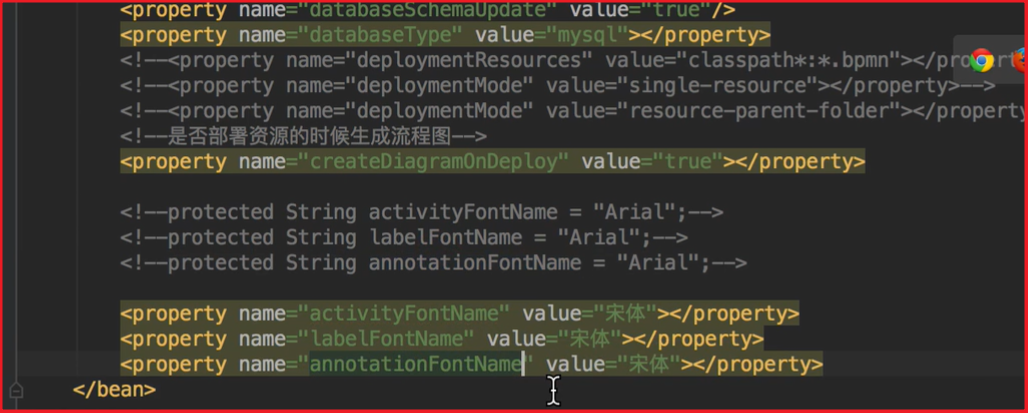 <property name="databaseSchemaUpdate" value="true"/>
<property name="databaseType" value="mysql"></property>
<!--<property name="deploymentResources" value="classpath*:*.bpmn"></property
<!--<property name="deploymentMode" value="single-resource"></property>-->
<!--<property name="deploymentMode" value="resource-parent-folder"></property
<!--是否部署资源的时候生成流程图-->
<property name="createDiagramOnDeploy" value="true"></property>
<!--protected String activityFontName = "Arial";-->
<!--protected String labelFontName = "Arial";-->
<!--protected String annotationFontName = "Arial";-->
<property name="activityFontName" value="宋体"></property>
<property name="labelFontName" value="宋体"></property>
<property name="annotationFontName" value="宋体"></property>
</bean>